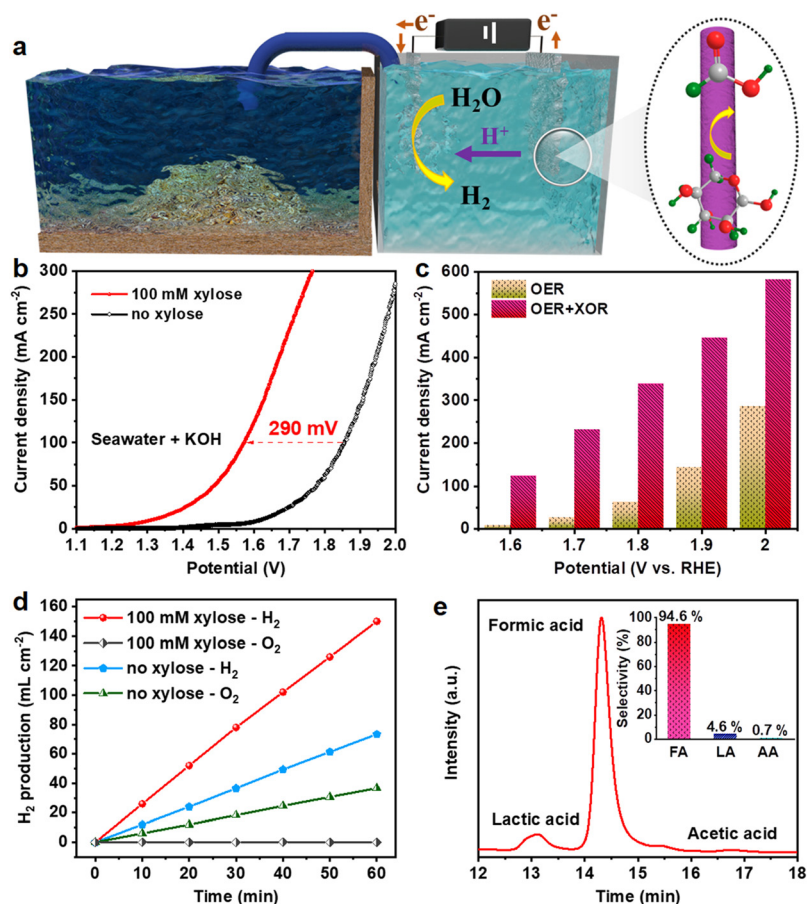 a
e⁻
e⁻
H₂O
H⁺
H₂
b
300
250
200
150
100
50
0
Current density (mA cm⁻²)
100 mM xylose
no xylose
290 mV
Seawater + KOH
1.1 1.2 1.3 1.4 1.5 1.6 1.7 1.8 1.9 2.0
Potential (V)
c
600
500
400
300
200
100
0
Current density (mA cm⁻²)
OER
OER+XOR
1.6 1.7 1.8 1.9 2
Potential (V vs. RHE)
d
160
140
120
100
80
60
40
20
0
H₂ production (mL cm⁻²)
100 mM xylose - H₂
100 mM xylose - O₂
no xylose - H₂
no xylose - O₂
0 10 20 30 40 50 60
Time (min)
e
Intensity (a.u.)
Formic acid
Lactic acid
Acetic acid
100
80
60
40
20
0
Selectivity (%)
94.6 %
4.6 %
0.7 %
FA LA AA
12 13 14 15 16 17 18
Time (min)